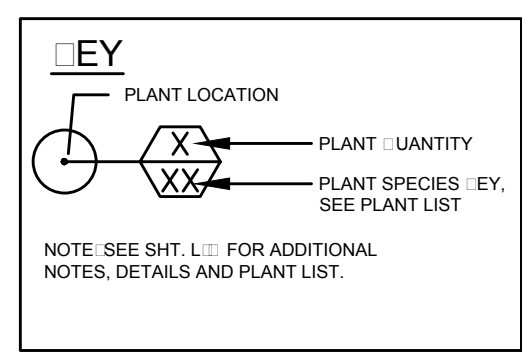 □EY
PLANT LOCATION
X
PLANT □UANTITY
XX
PLANT SPECIES □EY,
SEE PLANT LIST
NOTE□SEE SHT. L□□ FOR ADDITIONAL
NOTES, DETAILS AND PLANT LIST.